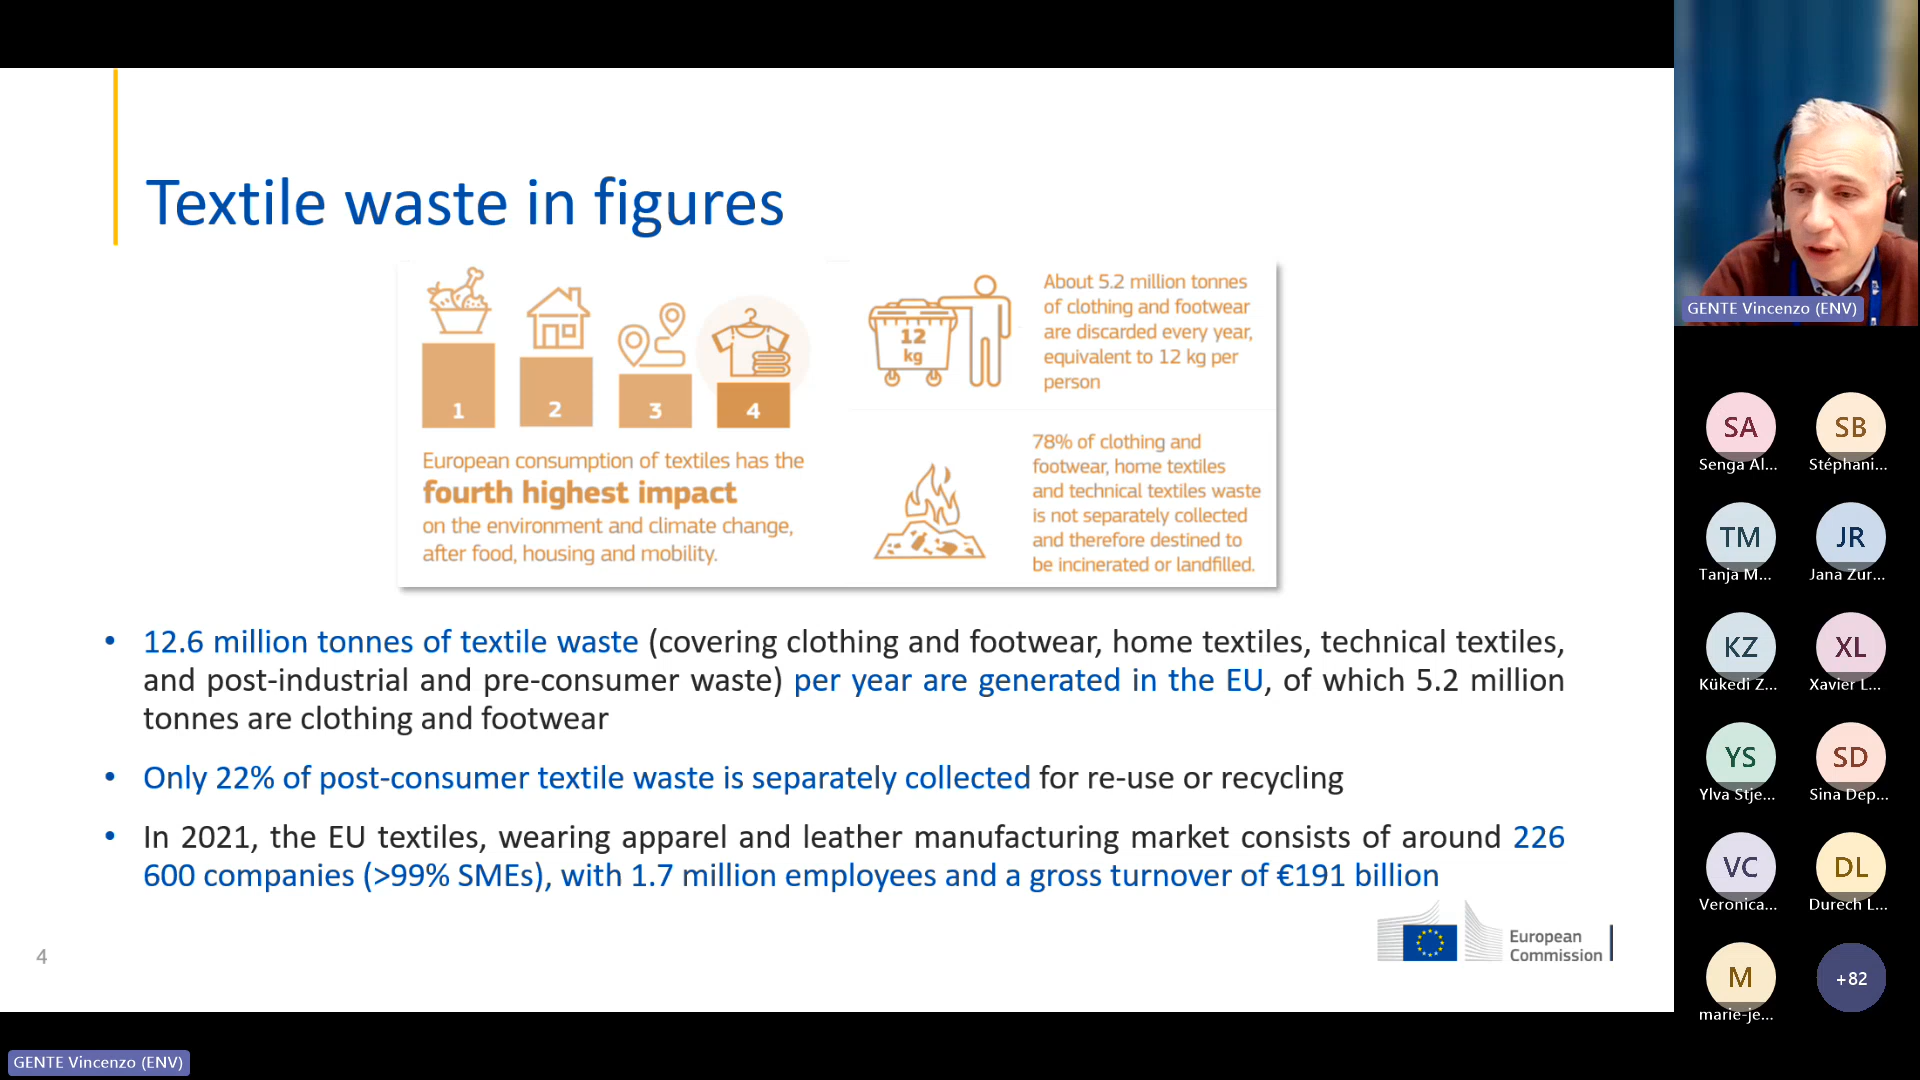 Textile waste in figures
1
2
3
4
European consumption of textiles has the
fourth highest impact
on the environment and climate change,
after food, housing and mobility.
12
kg
About 5.2 million tonnes
of clothing and footwear
are discarded every year,
equivalent to 12 kg per
person
78% of clothing and
footwear, home textiles
and technical textiles waste
is not separately collected
and therefore destined to
be incinerated or landfilled.
• 12.6 million tonnes of textile waste (covering clothing and footwear, home textiles, technical textiles,
and post-industrial and pre-consumer waste) per year are generated in the EU, of which 5.2 million
tonnes are clothing and footwear
• Only 22% of post-consumer textile waste is separately collected for re-use or recycling
• In 2021, the EU textiles, wearing apparel and leather manufacturing market consists of around 226
600 companies (>99% SMEs), with 1.7 million employees and a gross turnover of €191 billion
European
Commission
4
GENTE Vincenzo (ENV)
GENTE Vincenzo (ENV)
SA
Senga Al...
SB
Stéphani...
TM
Tanja M...
JR
Jana Zur...
KZ
Kükedi Z...
XL
Xavier L...
YS
Ylva Stje...
SD
Sina Dep...
VC
Veronica...
DL
Durech L...
M
marie-je...
+82